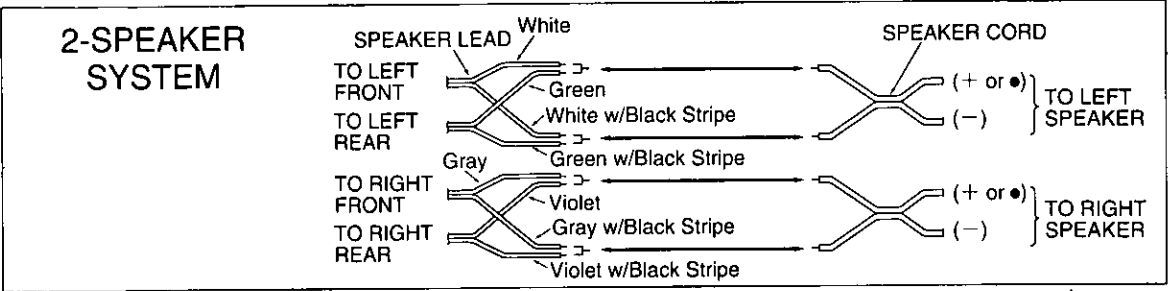 2-SPEAKER
SYSTEM
SPEAKER LEAD
White
SPEAKER CORD
TO LEFT
FRONT
Green
(+ or ●)
TO LEFT
SPEAKER
TO LEFT
REAR
White w/Black Stripe
(−)
Green w/Black Stripe
Gray
TO RIGHT
FRONT
Violet
(+ or ●)
TO RIGHT
SPEAKER
Gray w/Black Stripe
(−)
TO RIGHT
REAR
Violet w/Black Stripe